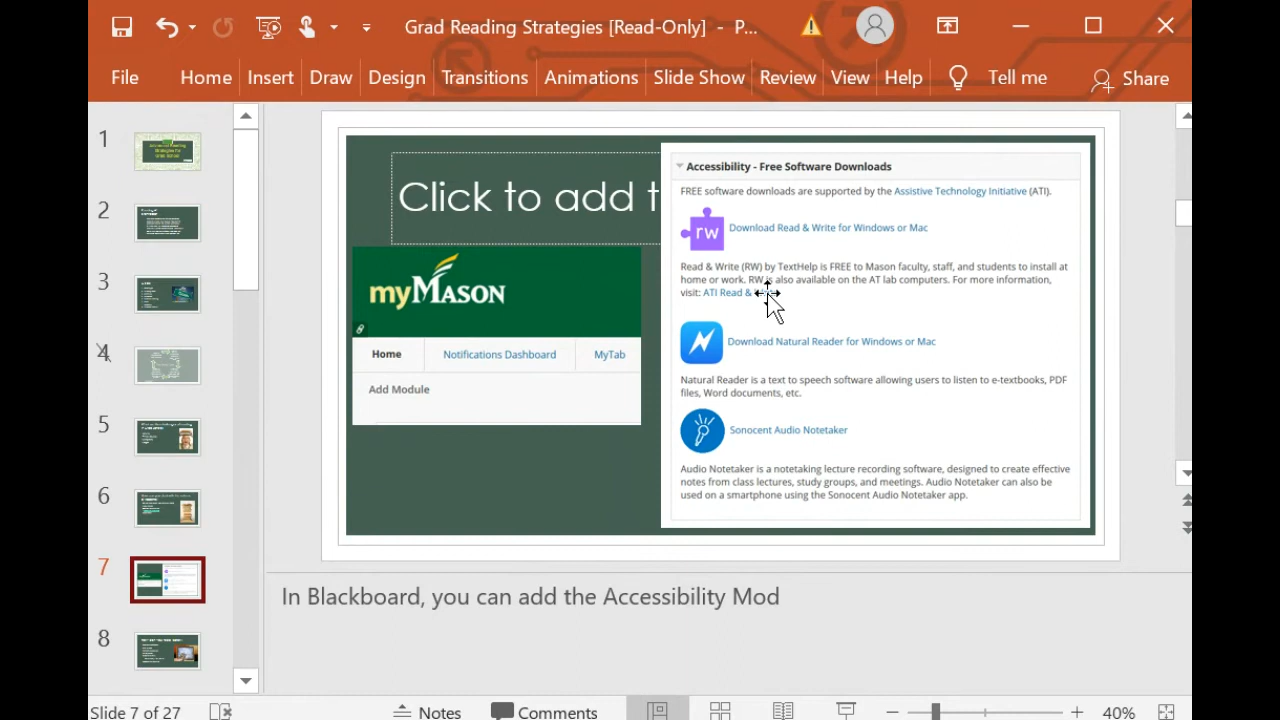 Grad Reading Strategies [Read-Only] - P...
File Home Insert Draw Design Transitions Animations Slide Show Review View Help Tell me Share
1
2
3
4
5
6
7
8
Click to add t
myMASON
Home Notifications Dashboard MyTab
Add Module
Accessibility - Free Software Downloads
FREE software downloads are supported by the Assistive Technology Initiative (ATI).
rw Download Read & Write for Windows or Mac
Read & Write (RW) by TextHelp is FREE to Mason faculty, staff, and students to install at
home or work. RW is also available on the AT lab computers. For more information,
visit: ATI Read &
Download Natural Reader for Windows or Mac
Natural Reader is a text to speech software allowing users to listen to e-textbooks, PDF
files, Word documents, etc.
Sonocent Audio Notetaker
Audio Notetaker is a notetaking lecture recording software, designed to create effective
notes from class lectures, study groups, and meetings. Audio Notetaker can also be
used on a smartphone using the Sonocent Audio Notetaker app.
In Blackboard, you can add the Accessibility Mod
Slide 7 of 27 Notes Comments 40%